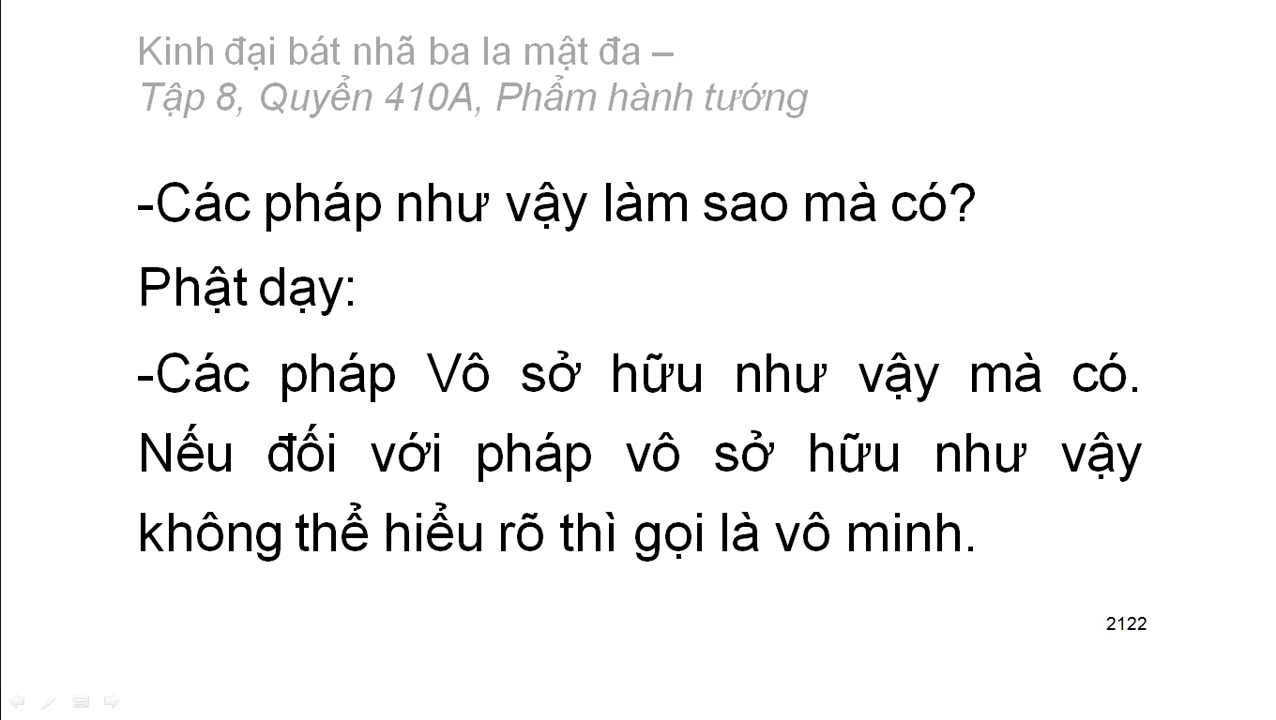 Kinh đại bát nhã ba la mật đa –
Tập 8, Quyển 410A, Phẩm hành tướng
-Các pháp như vậy làm sao mà có?
Phật dạy:
-Các pháp Vô sở hữu như vậy mà có.
Nếu đối với pháp vô sở hữu như vậy
không thể hiểu rõ thì gọi là vô minh.
2122